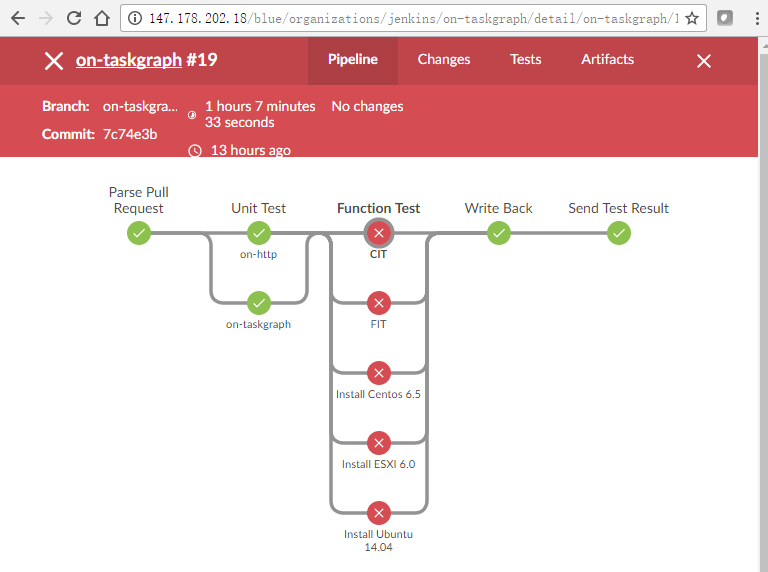 147.178.202.18/blue/organizations/jenkins/on-taskgraph/detail/on-taskgraph/1
on-taskgraph #19
Pipeline
Changes
Tests
Artifacts
Branch: on-taskgra...
1 hours 7 minutes
33 seconds
No changes
Commit: 7c74e3b
13 hours ago
Parse Pull
Request
Unit Test
Function Test
Write Back
Send Test Result
on-http
CIT
on-taskgraph
FIT
Install Centos 6.5
Install ESXI 6.0
Install Ubuntu
14.04